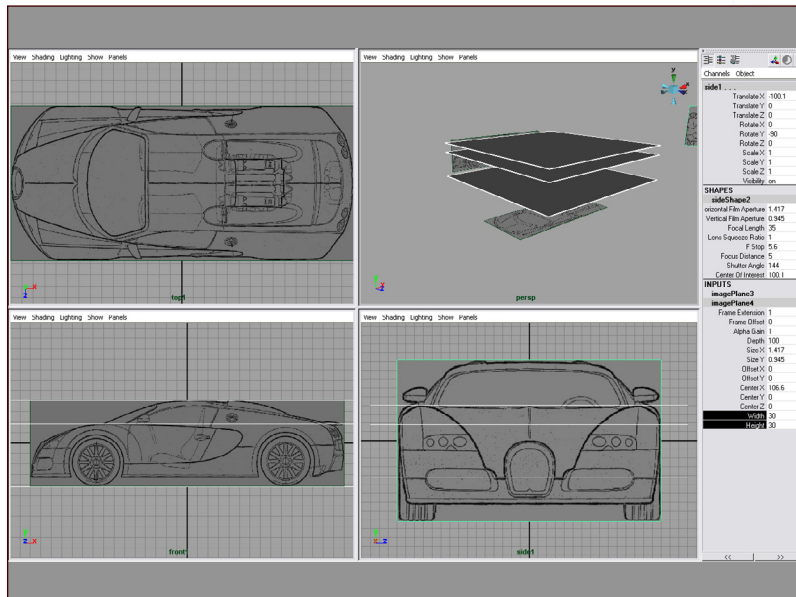 View Shading Lighting Show Panels
top1
View Shading Lighting Show Panels
y
x
y
z
persp
z x
View Shading Lighting Show Panels
z x
front
View Shading Lighting Show Panels
z
side1
Channels Object
side1 . . .
Translate X -100.1
Translate Y 0
Translate Z 0
Rotate X 0
Rotate Y -90
Rotate Z 0
Scale X 1
Scale Y 1
Scale Z 1
Visibility on
SHAPES
sideShape2
orizontal Film Aperture 1.417
Vertical Film Aperture 0.945
Focal Length 35
Lens Squeeze Ratio 1
F Stop 5.6
Focus Distance 5
Shutter Angle 144
Center Of Interest 100.1
INPUTS
imagePlane3
imagePlane4
Frame Extension 1
Frame Offset 0
Alpha Gain 1
Depth 100
Size X 1.417
Size Y 0.945
Offset X 0
Offset Y 0
Center X 106.6
Center Y 0
Center Z 0
Width 30
Height 30
<< >>